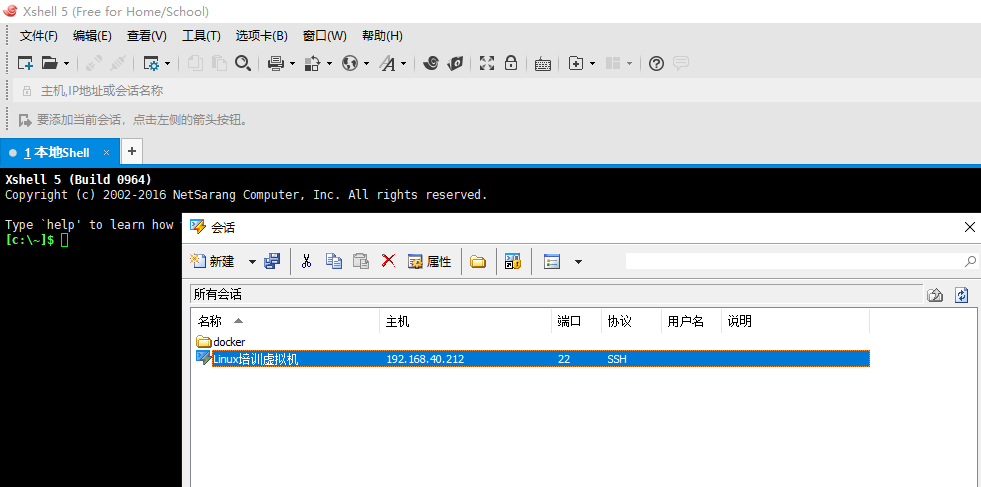 Xshell 5 (Free for Home/School)
文件(F) 编辑(E) 查看(V) 工具(T) 选项卡(B) 窗口(W) 帮助(H)
主机,IP地址或会话名称
要添加当前会话，点击左侧的箭头按钮。
1 本地Shell × +
Xshell 5 (Build 0964)
Copyright (c) 2002-2016 NetSarang Computer, Inc. All rights reserved.
Type `help' to learn how
[c:\~]$
会话
新建 属性
所有会话
名称 主机 端口 协议 用户名 说明
docker
Linux培训虚拟机 192.168.40.212 22 SSH